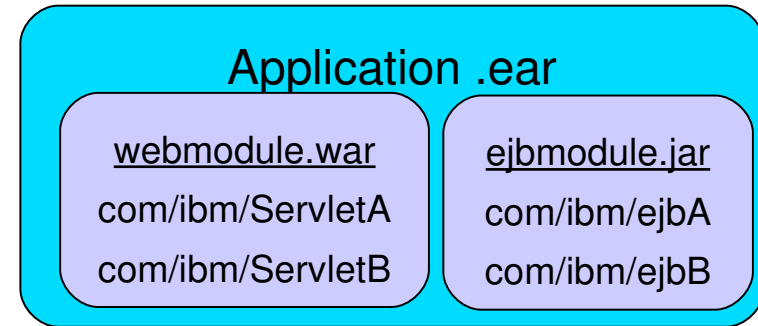 Application .ear
webmodule.war
com/ibm/ServletA
com/ibm/ServletB
ejbmodule.jar
com/ibm/ejbA
com/ibm/ejbB